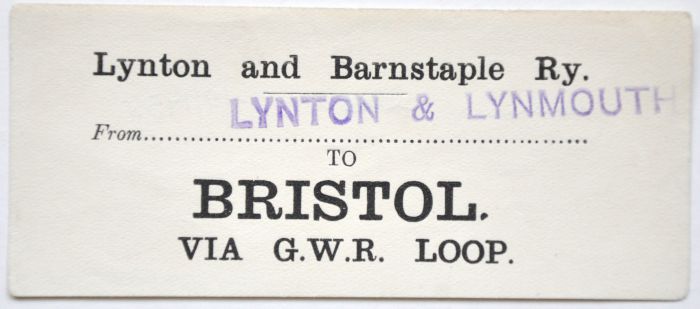 Lynton and Barnstaple Ry.
LYNTON & LYNMOUTH
From............................................................
TO
BRISTOL.
VIA G.W.R. LOOP.